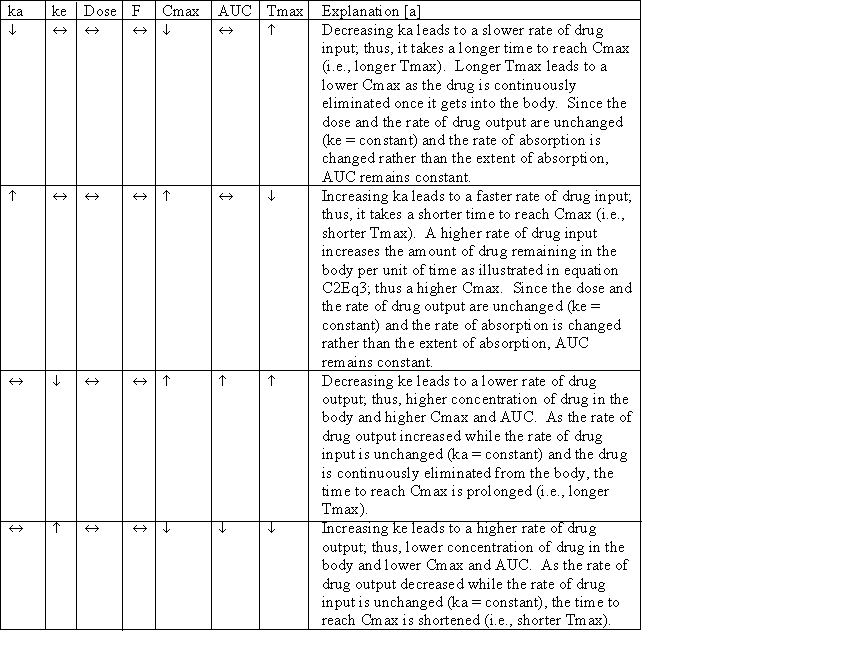 ka ke Dose F Cmax AUC Tmax Explanation [a]
↓ ↔ ↔ ↔ ↓ ↔ ↑ Decreasing ka leads to a slower rate of drug
input; thus, it takes a longer time to reach Cmax
(i.e., longer Tmax). Longer Tmax leads to a
lower Cmax as the drug is continuously
eliminated once it gets into the body. Since the
dose and the rate of drug output are unchanged
(ke = constant) and the rate of absorption is
changed rather than the extent of absorption,
AUC remains constant.
↑ ↔ ↔ ↔ ↑ ↔ ↓ Increasing ka leads to a faster rate of drug input;
thus, it takes a shorter time to reach Cmax (i.e.,
shorter Tmax). A higher rate of drug input
increases the amount of drug remaining in the
body per unit of time as illustrated in equation
C2Eq3; thus a higher Cmax. Since the dose and
the rate of drug output are unchanged (ke =
constant) and the rate of absorption is changed
rather than the extent of absorption, AUC
remains constant.
↔ ↓ ↔ ↔ ↑ ↑ ↑ Decreasing ke leads to a lower rate of drug
output; thus, higher concentration of drug in the
body and higher Cmax and AUC. As the rate of
drug output increased while the rate of drug
input is unchanged (ka = constant) and the drug
is continuously eliminated from the body, the
time to reach Cmax is prolonged (i.e., longer
Tmax).
↔ ↑ ↔ ↔ ↓ ↓ ↓ Increasing ke leads to a higher rate of drug
output; thus, lower concentration of drug in the
body and lower Cmax and AUC. As the rate of
drug output decreased while the rate of drug
input is unchanged (ka = constant), the time to
reach Cmax is shortened (i.e., shorter Tmax).